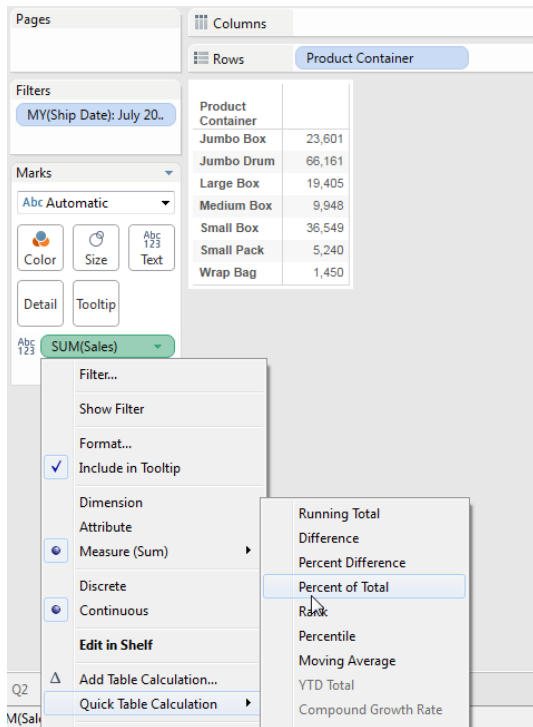 Pages
Columns
Rows
Product Container
Filters
MY(Ship Date): July 20..
Product
Container
Jumbo Box 23,601
Jumbo Drum 66,161
Large Box 19,405
Medium Box 9,948
Small Box 36,549
Small Pack 5,240
Wrap Bag 1,450
Marks
Abc Automatic
Color
Size
Abc
123
Text
Detail
Tooltip
Abc
123
SUM(Sales)
Filter...
Show Filter
Format...
Include in Tooltip
Dimension
Attribute
Measure (Sum)
Discrete
Continuous
Edit in Shelf
Δ Add Table Calculation...
Quick Table Calculation
Running Total
Difference
Percent Difference
Percent of Total
Rank
Percentile
Moving Average
YTD Total
Compound Growth Rate
Q2